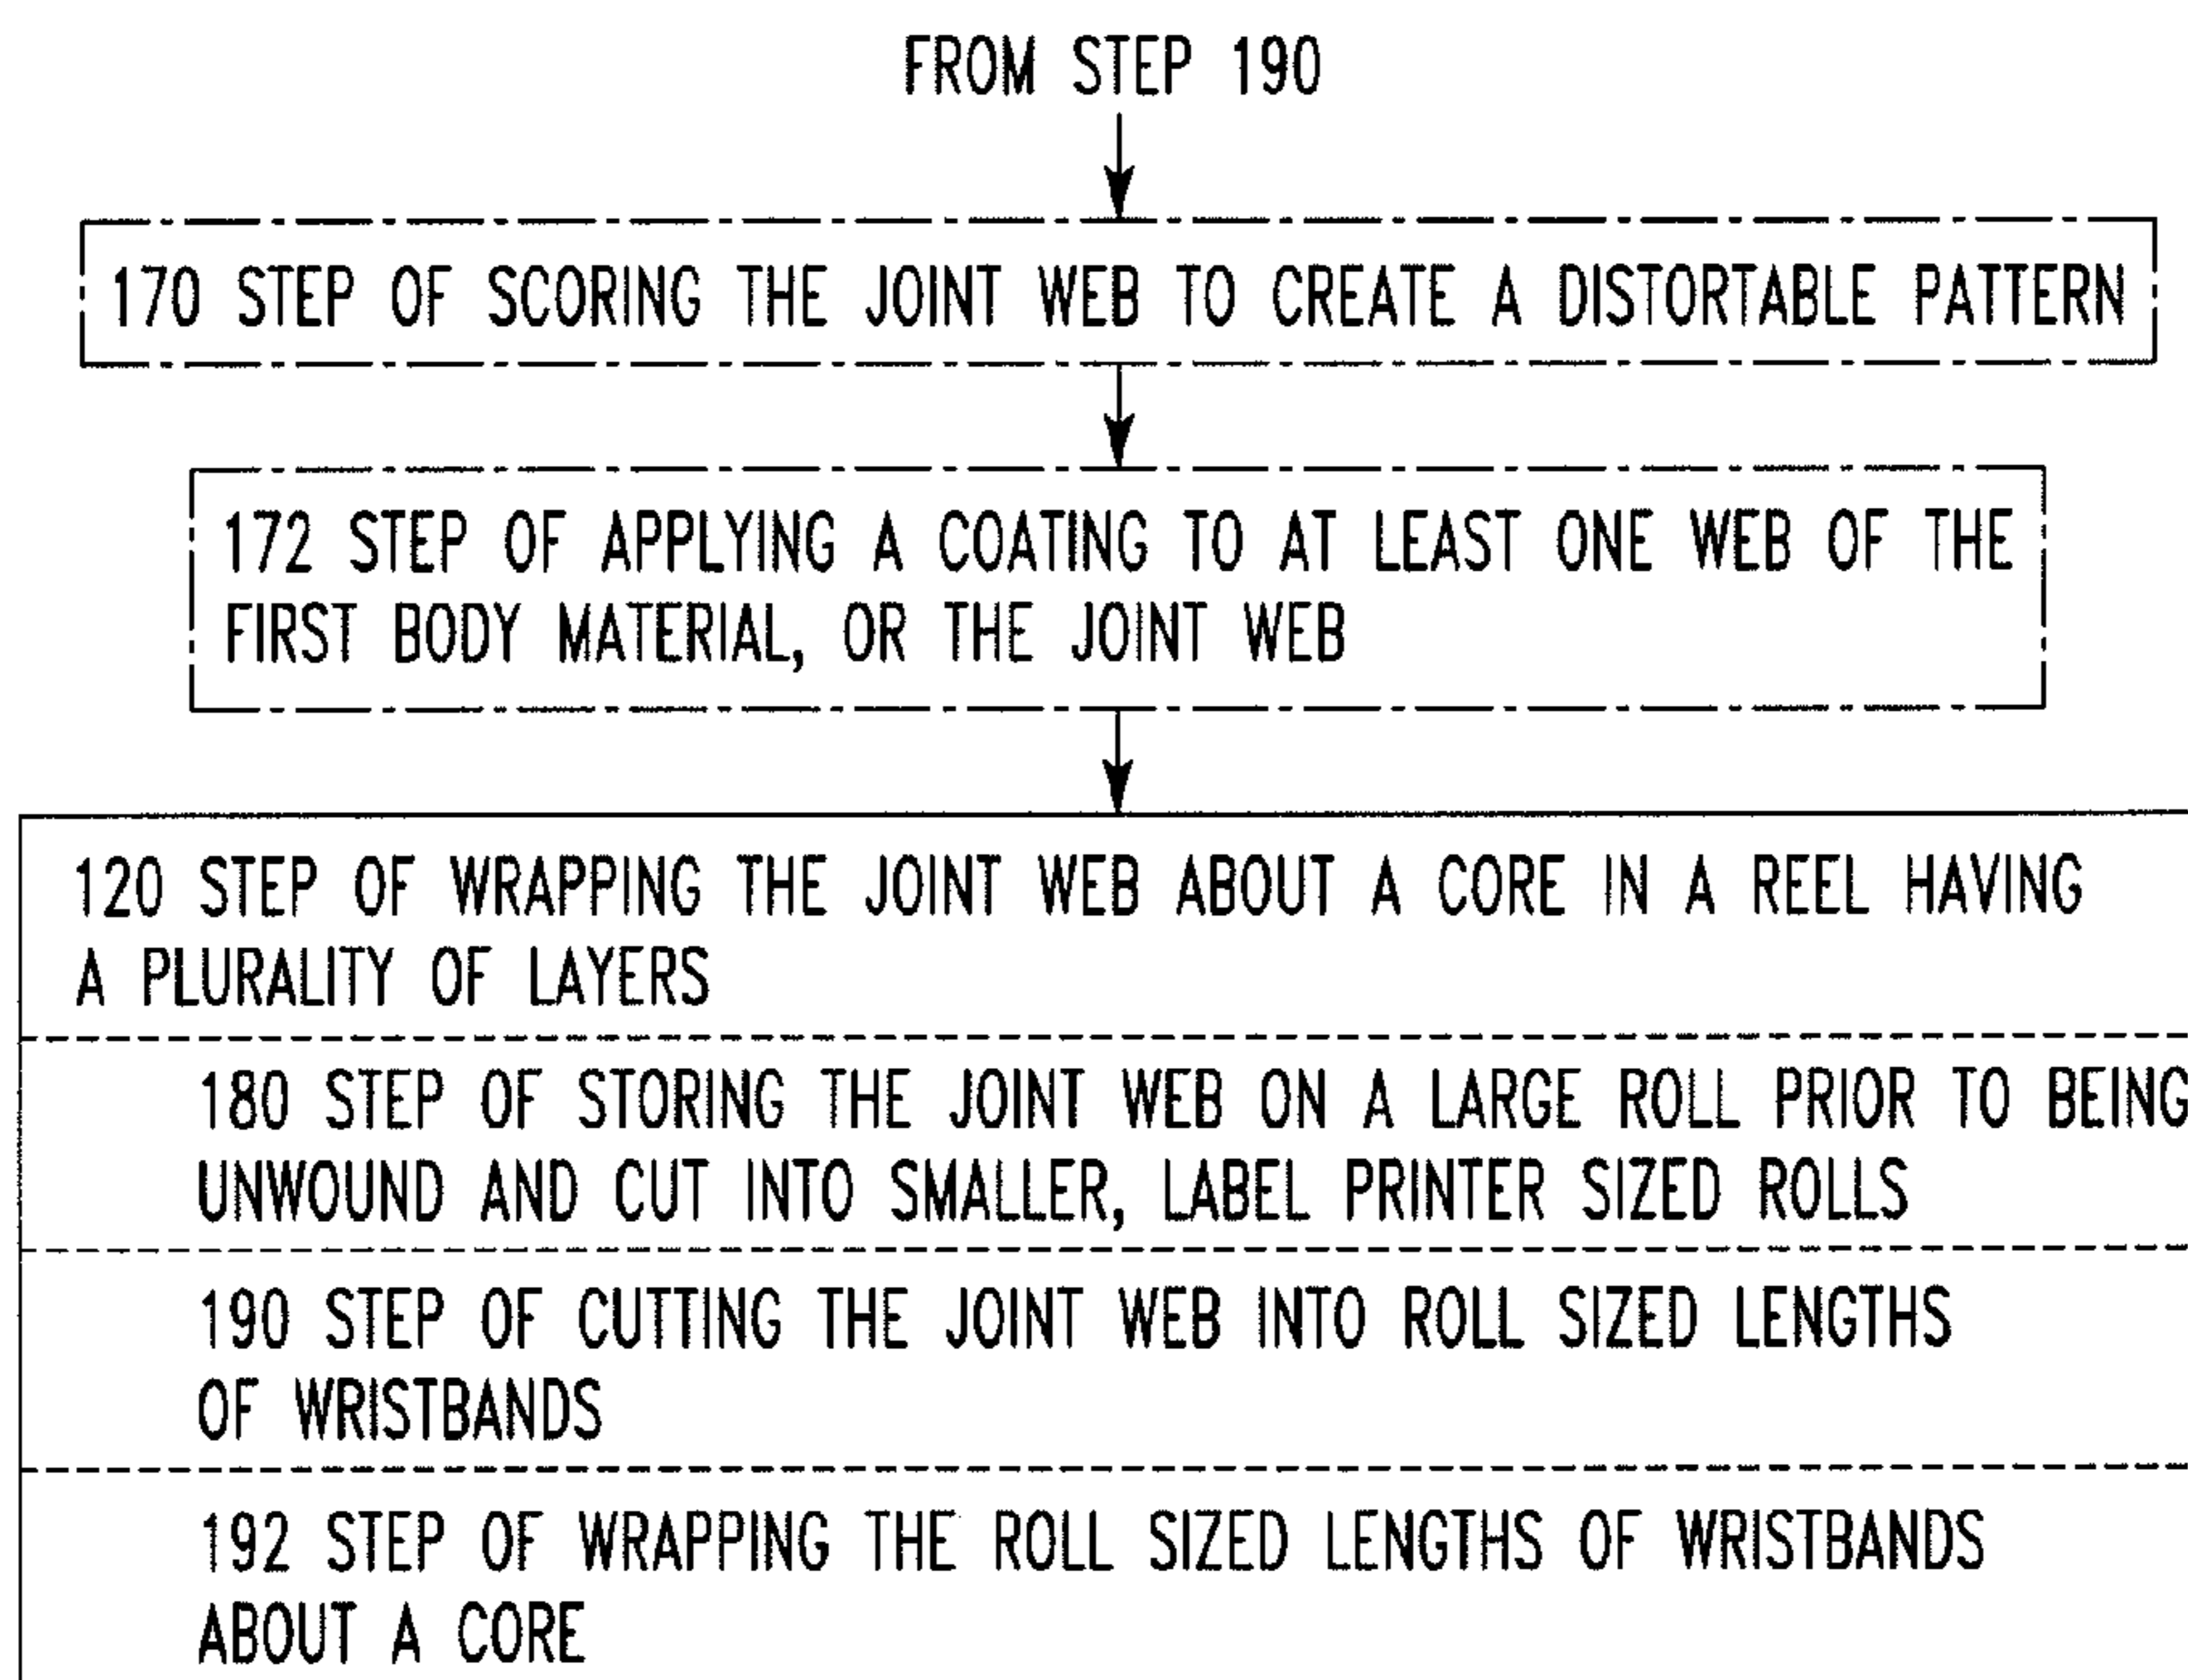 FROM STEP 190
170 STEP OF SCORING THE JOINT WEB TO CREATE A DISTORTABLE PATTERN
172 STEP OF APPLYING A COATING TO AT LEAST ONE WEB OF THE
FIRST BODY MATERIAL, OR THE JOINT WEB
120 STEP OF WRAPPING THE JOINT WEB ABOUT A CORE IN A REEL HAVING
A PLURALITY OF LAYERS
180 STEP OF STORING THE JOINT WEB ON A LARGE ROLL PRIOR TO BEING
UNWOUND AND CUT INTO SMALLER, LABEL PRINTER SIZED ROLLS
190 STEP OF CUTTING THE JOINT WEB INTO ROLL SIZED LENGTHS
OF WRISTBANDS
192 STEP OF WRAPPING THE ROLL SIZED LENGTHS OF WRISTBANDS
ABOUT A CORE